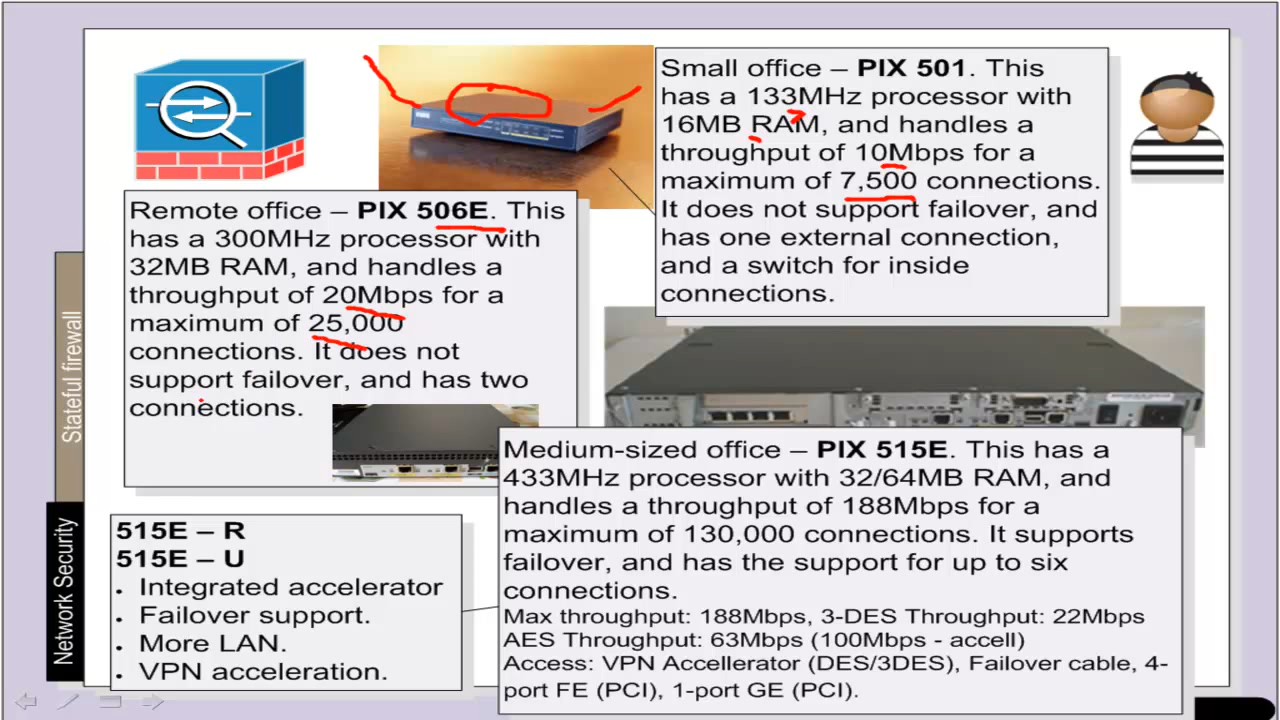 Small office – PIX 501. This
has a 133MHz processor with
16MB RAM, and handles a
throughput of 10Mbps for a
maximum of 7,500 connections.
It does not support failover, and
has one external connection,
and a switch for inside
connections.
Remote office – PIX 506E. This
has a 300MHz processor with
32MB RAM, and handles a
throughput of 20Mbps for a
maximum of 25,000
connections. It does not
support failover, and has two
connections.
Medium-sized office – PIX 515E. This has a
433MHz processor with 32/64MB RAM, and
handles a throughput of 188Mbps for a
maximum of 130,000 connections. It supports
failover, and has the support for up to six
connections.
Max throughput: 188Mbps, 3-DES Throughput: 22Mbps
AES Throughput: 63Mbps (100Mbps - accell)
Access: VPN Accellerator (DES/3DES), Failover cable, 4-
port FE (PCI), 1-port GE (PCI).
515E – R
515E – U
• Integrated accelerator
• Failover support.
• More LAN.
• VPN acceleration.
Stateful firewall
Network Security